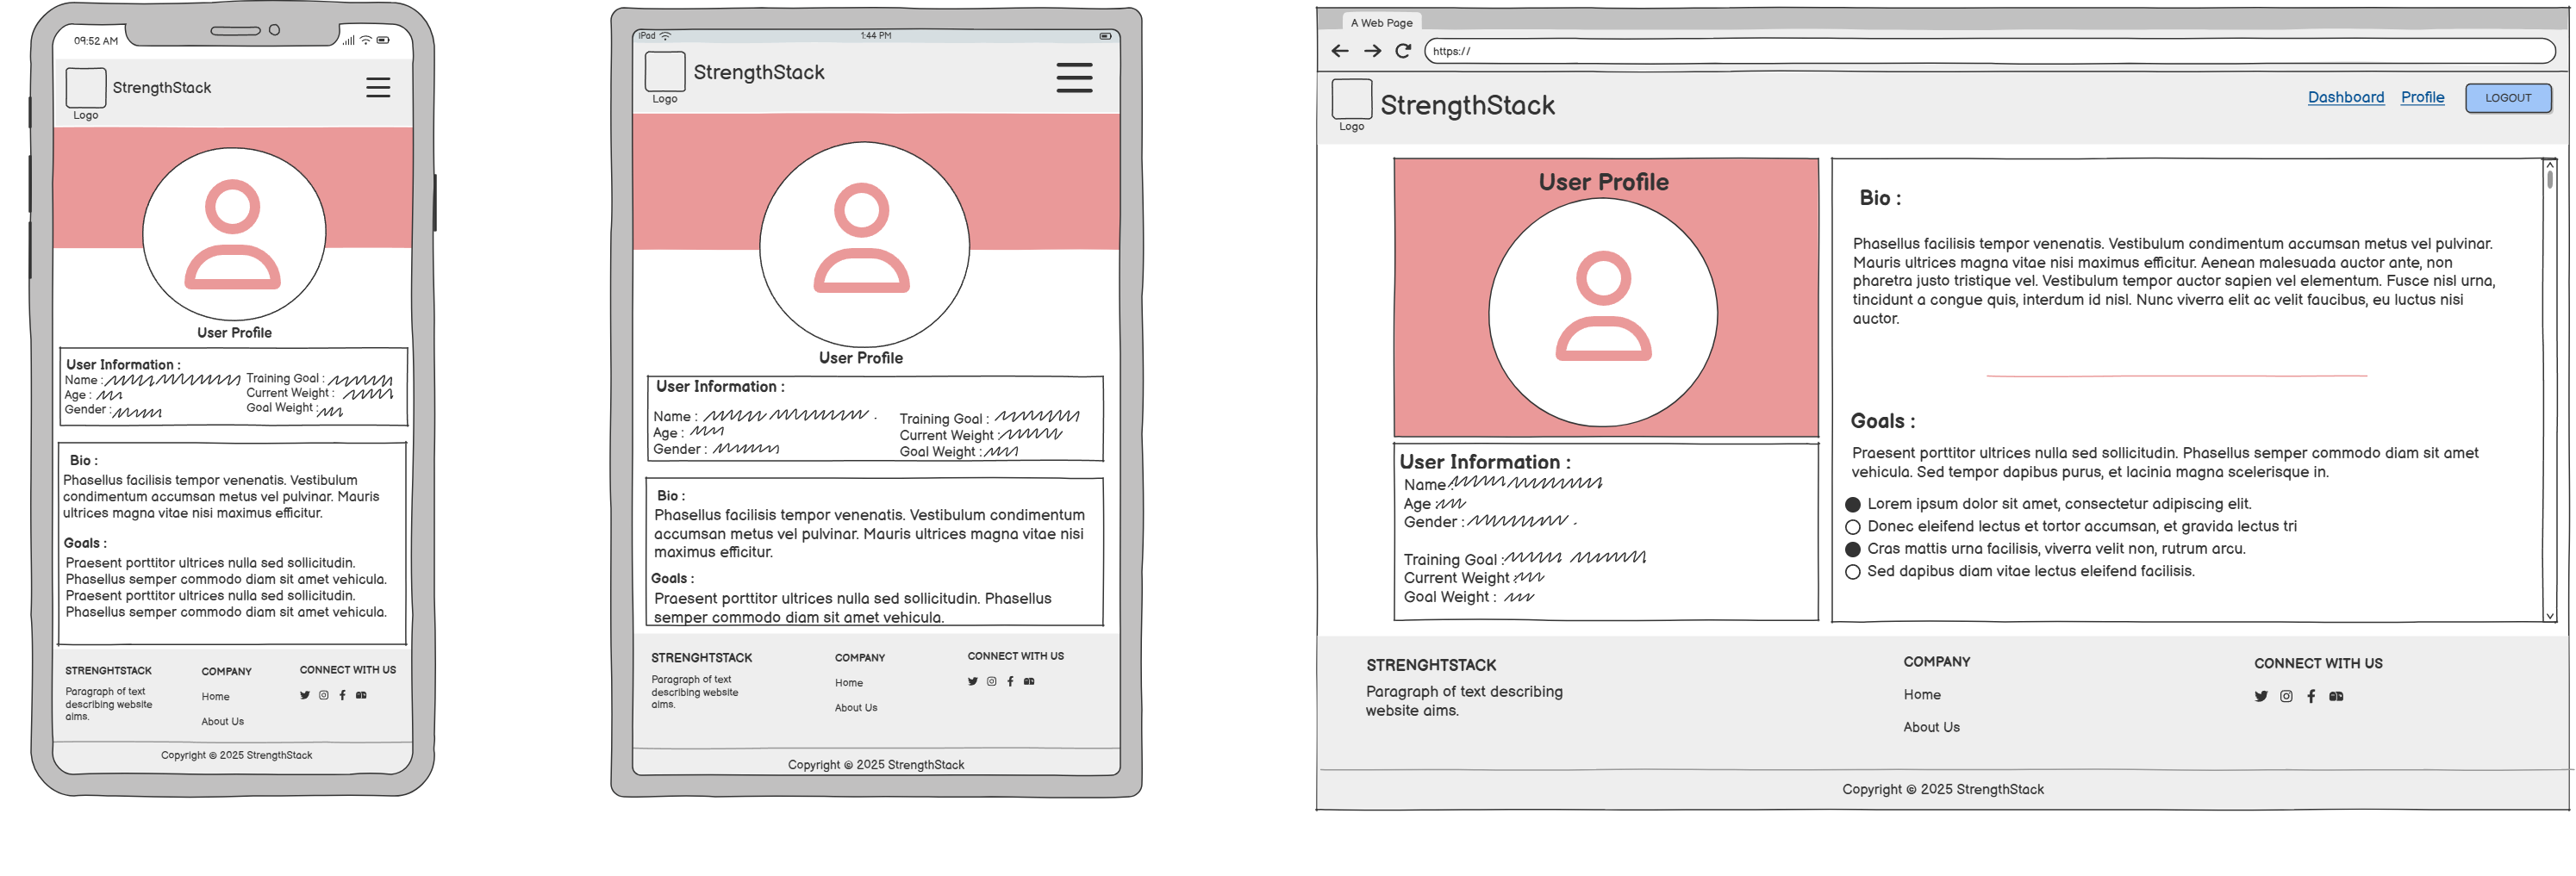 09:52 AM
StrengthStack
Logo
User Profile
User Information :
Name :
Age :
Gender :
Training Goal :
Current Weight :
Goal Weight :
Bio :
Phasellus facilisis tempor venenatis. Vestibulum
condimentum accumsan metus vel pulvinar. Mauris
ultrices magna vitae nisi maximus efficitur.
Goals :
Praesent porttitor ultrices nulla sed sollicitudin.
Phasellus semper commodo diam sit amet vehicula.
Praesent porttitor ultrices nulla sed sollicitudin.
Phasellus semper commodo diam sit amet vehicula.
STRENGHTSTACK
Paragraph of text
describing website
aims.
COMPANY
Home
About Us
CONNECT WITH US
Copyright © 2025 StrengthStack
iPad
1:44 PM
StrengthStack
Logo
User Profile
User Information :
Name :
Age :
Gender :
Training Goal :
Current Weight :
Goal Weight :
Bio :
Phasellus facilisis tempor venenatis. Vestibulum condimentum
accumsan metus vel pulvinar. Mauris ultrices magna vitae nisi
maximus efficitur.
Goals :
Praesent porttitor ultrices nulla sed sollicitudin. Phasellus
semper commodo diam sit amet vehicula.
STRENGHTSTACK
Paragraph of text
describing website
aims.
COMPANY
Home
About Us
CONNECT WITH US
Copyright © 2025 StrengthStack
A Web Page
https://
StrengthStack
Logo
Dashboard
Profile
LOGOUT
User Profile
User Information :
Name :
Age :
Gender :
Training Goal :
Current Weight :
Goal Weight :
Bio :
Phasellus facilisis tempor venenatis. Vestibulum condimentum accumsan metus vel pulvinar.
Mauris ultrices magna vitae nisi maximus efficitur. Aenean malesuada auctor ante, non
pharetra justo tristique vel. Vestibulum tempor auctor sapien vel elementum. Fusce nisl urna,
tincidunt a congue quis, interdum id nisl. Nunc viverra elit ac velit faucibus, eu luctus nisi
auctor.
Goals :
Praesent porttitor ultrices nulla sed sollicitudin. Phasellus semper commodo diam sit amet
vehicula. Sed tempor dapibus purus, et lacinia magna scelerisque in.
Lorem ipsum dolor sit amet, consectetur adipiscing elit.
Donec eleifend lectus et tortor accumsan, et gravida lectus tri
Cras mattis urna facilisis, viverra velit non, rutrum arcu.
Sed dapibus diam vitae lectus eleifend facilisis.
STRENGHTSTACK
Paragraph of text describing
website aims.
COMPANY
Home
About Us
CONNECT WITH US
Copyright © 2025 StrengthStack